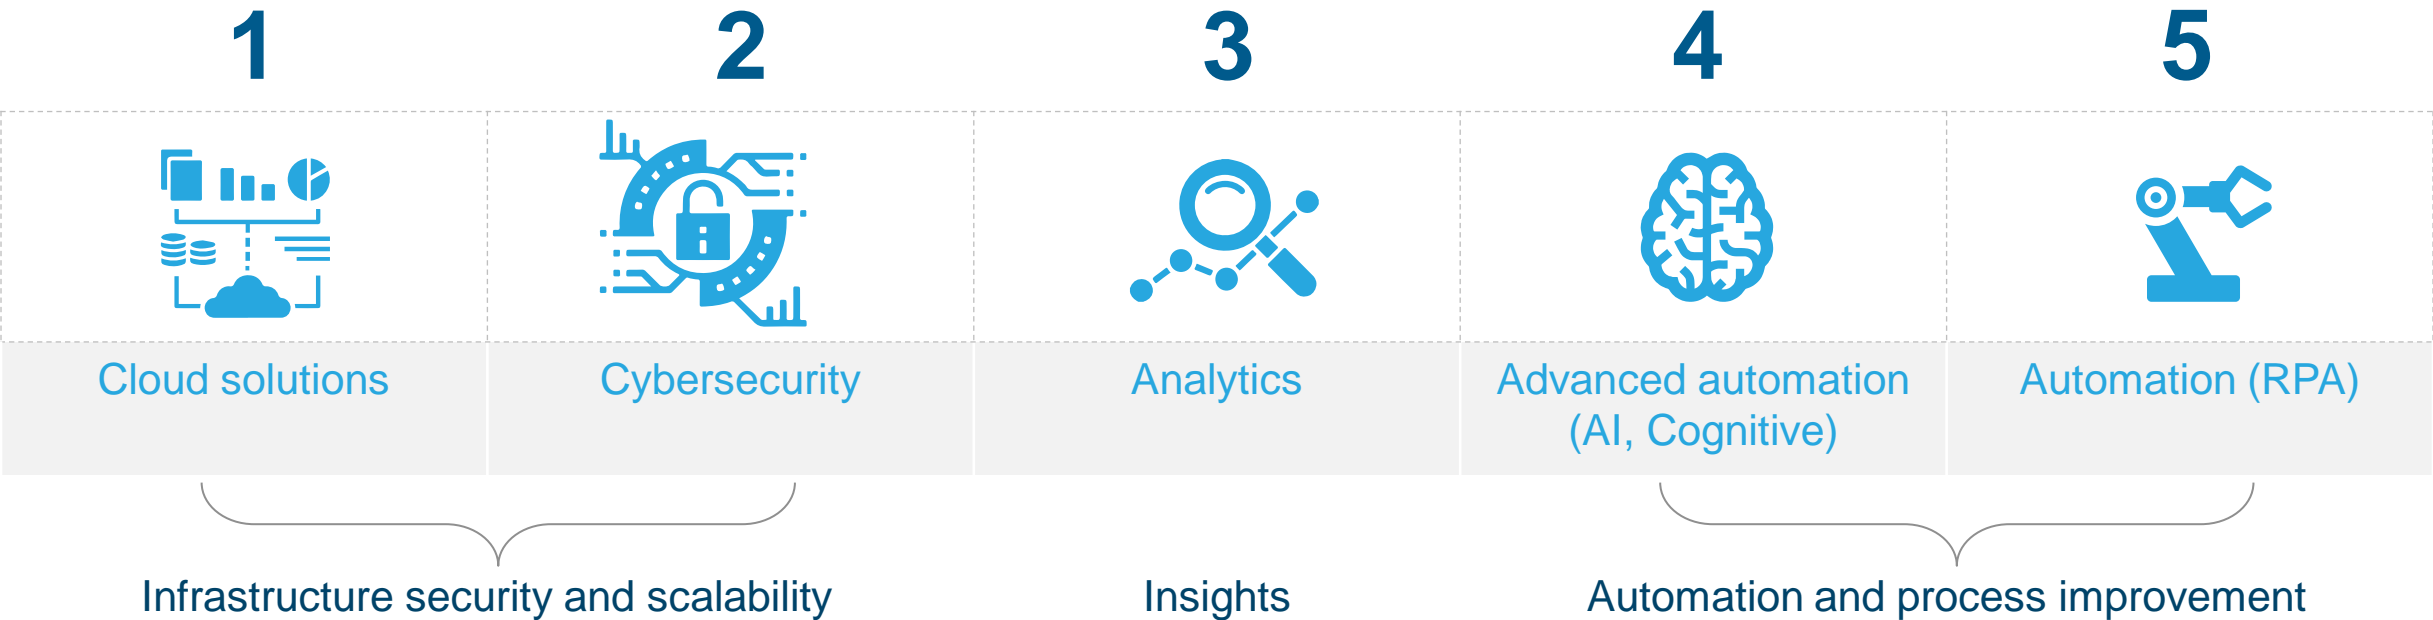 1
2
3
4
5
Cloud solutions
Cybersecurity
Analytics
Advanced automation
(AI, Cognitive)
Automation (RPA)
Infrastructure security and scalability
Insights
Automation and process improvement